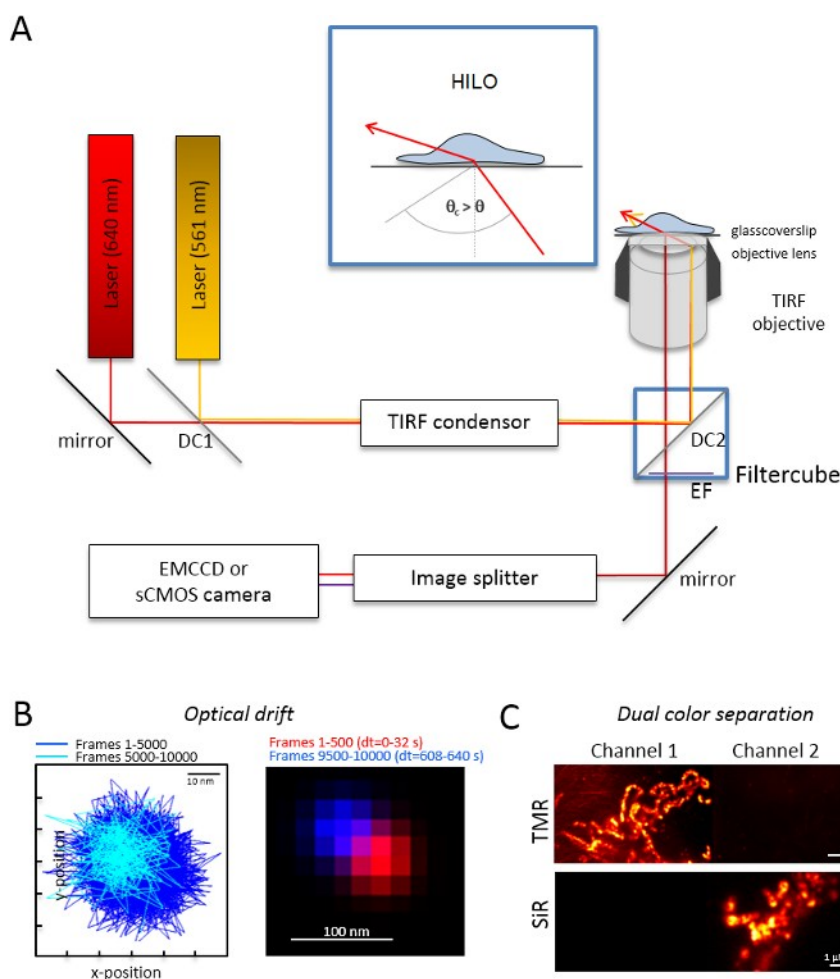 A
HILO
θc > θ
Laser (640 nm)
Laser (561 nm)
glasscoverslip
objective lens
TIRF
objective
mirror
DC1
TIRF condensor
DC2
EF
Filtercube
EMCCD or
sCMOS camera
Image splitter
mirror
B
Optical drift
Frames 1-5000
Frames 5000-10000
Frames 1-500 (dt=0-32 s)
Frames 9500-10000 (dt=608-640 s)
10 nm
y-position
x-position
100 nm
C
Dual color separation
Channel 1
Channel 2
TMR
SiR